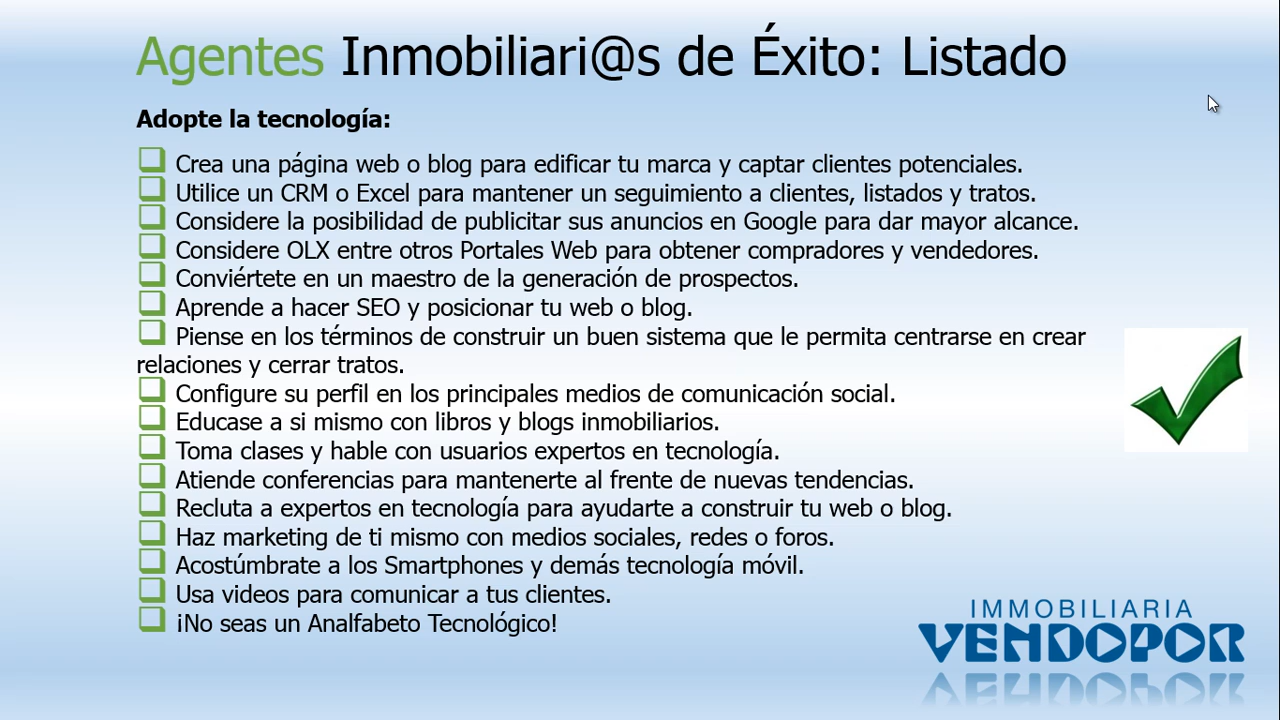 Agentes Inmobiliari@s de Éxito: Listado
Adopte la tecnología:
Crea una página web o blog para edificar tu marca y captar clientes potenciales.
Utilice un CRM o Excel para mantener un seguimiento a clientes, listados y tratos.
Considere la posibilidad de publicitar sus anuncios en Google para dar mayor alcance.
Considere OLX entre otros Portales Web para obtener compradores y vendedores.
Conviértete en un maestro de la generación de prospectos.
Aprende a hacer SEO y posicionar tu web o blog.
Piense en los términos de construir un buen sistema que le permita centrarse en crear
relaciones y cerrar tratos.
Configure su perfil en los principales medios de comunicación social.
Educase a si mismo con libros y blogs inmobiliarios.
Toma clases y hable con usuarios expertos en tecnología.
Atiende conferencias para mantenerte al frente de nuevas tendencias.
Recluta a expertos en tecnología para ayudarte a construir tu web o blog.
Haz marketing de ti mismo con medios sociales, redes o foros.
Acostúmbrate a los Smartphones y demás tecnología móvil.
Usa videos para comunicar a tus clientes.
¡No seas un Analfabeto Tecnológico!
IMMOBILIARIA
VENDOPOR